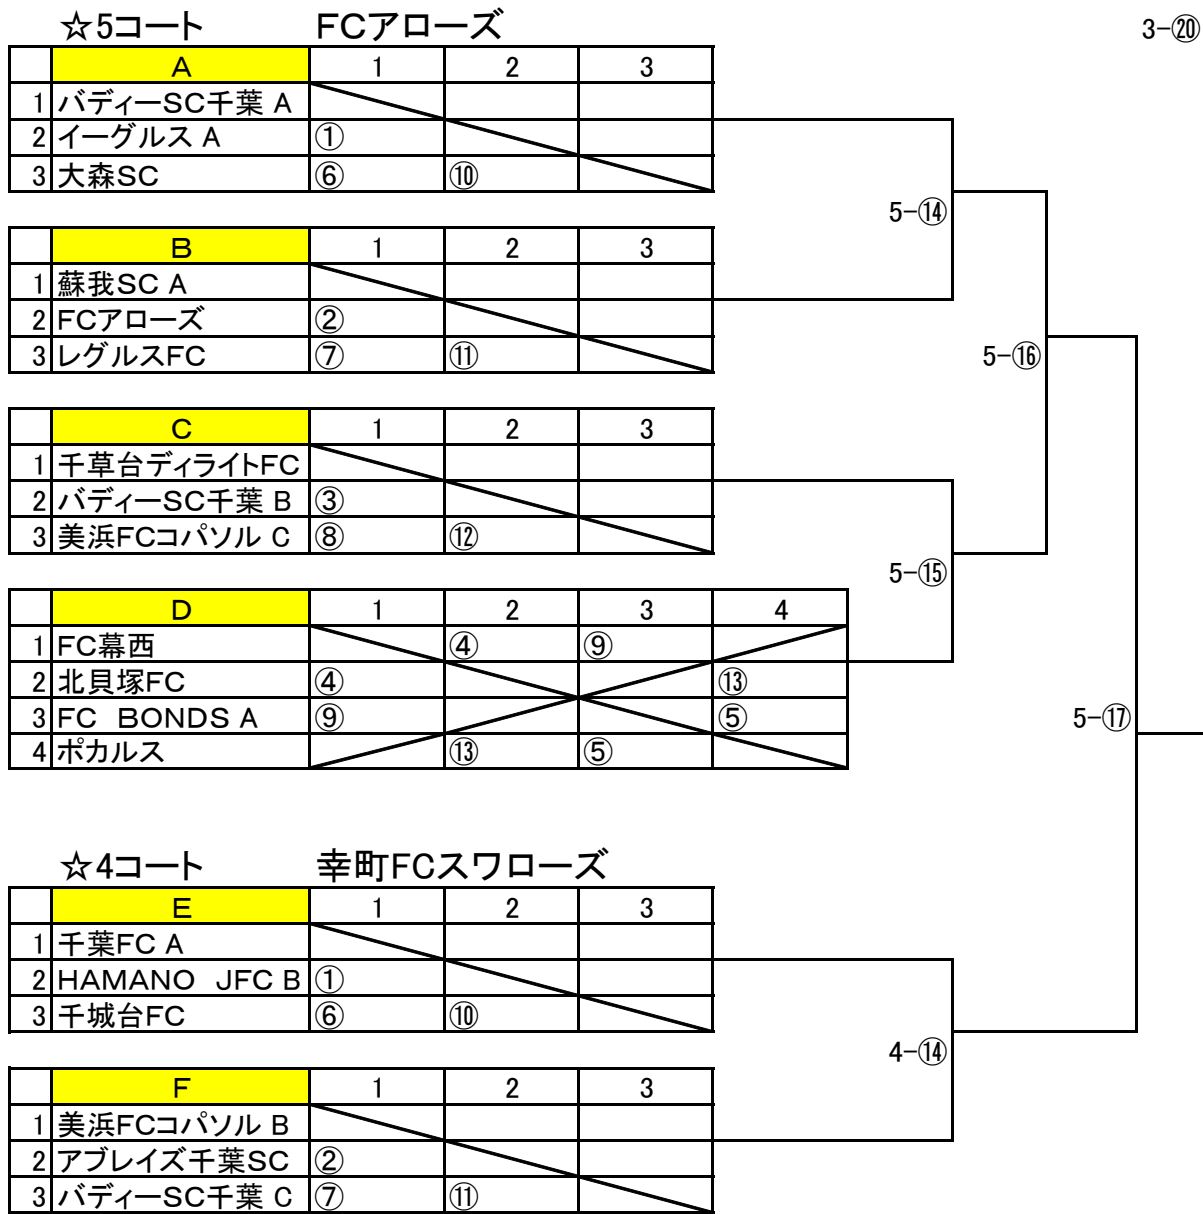 ☆5コート FCアローズ
3-⑳
A 1 2 3
1 バディーSC千葉 A
2 イーグルス A ①
3 大森SC ⑥ ⑩
5-⑭
B 1 2 3
1 蘇我SC A
2 FCアローズ ②
3 レグルスFC ⑦ ⑪
5-⑯
C 1 2 3
1 千草台ディライトFC
2 バディーSC千葉 B ③
3 美浜FCコパソル C ⑧ ⑫
5-⑮
D 1 2 3 4
1 FC幕西 ④ ⑨
2 北貝塚FC ④ ⑬
3 FC BONDS A ⑨ ⑤
5-⑰
4 ポカルス ⑬ ⑤
☆4コート 幸町FCスワローズ
E 1 2 3
1 千葉FC A
2 HAMANO JFC B ①
3 千城台FC ⑥ ⑩
4-⑭
F 1 2 3
1 美浜FCコパソル B
2 アブレイズ千葉SC ②
3 バディーSC千葉 C ⑦ ⑪